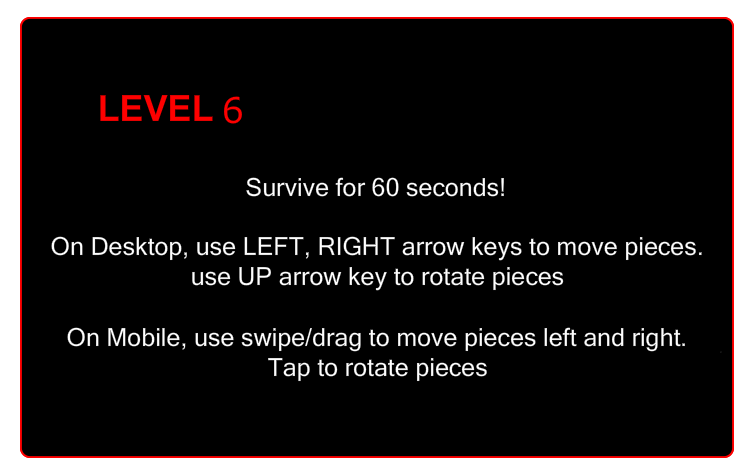 LEVEL 6
Survive for 60 seconds!
On Desktop, use LEFT, RIGHT arrow keys to move pieces.
use UP arrow key to rotate pieces
On Mobile, use swipe/drag to move pieces left and right.
Tap to rotate pieces